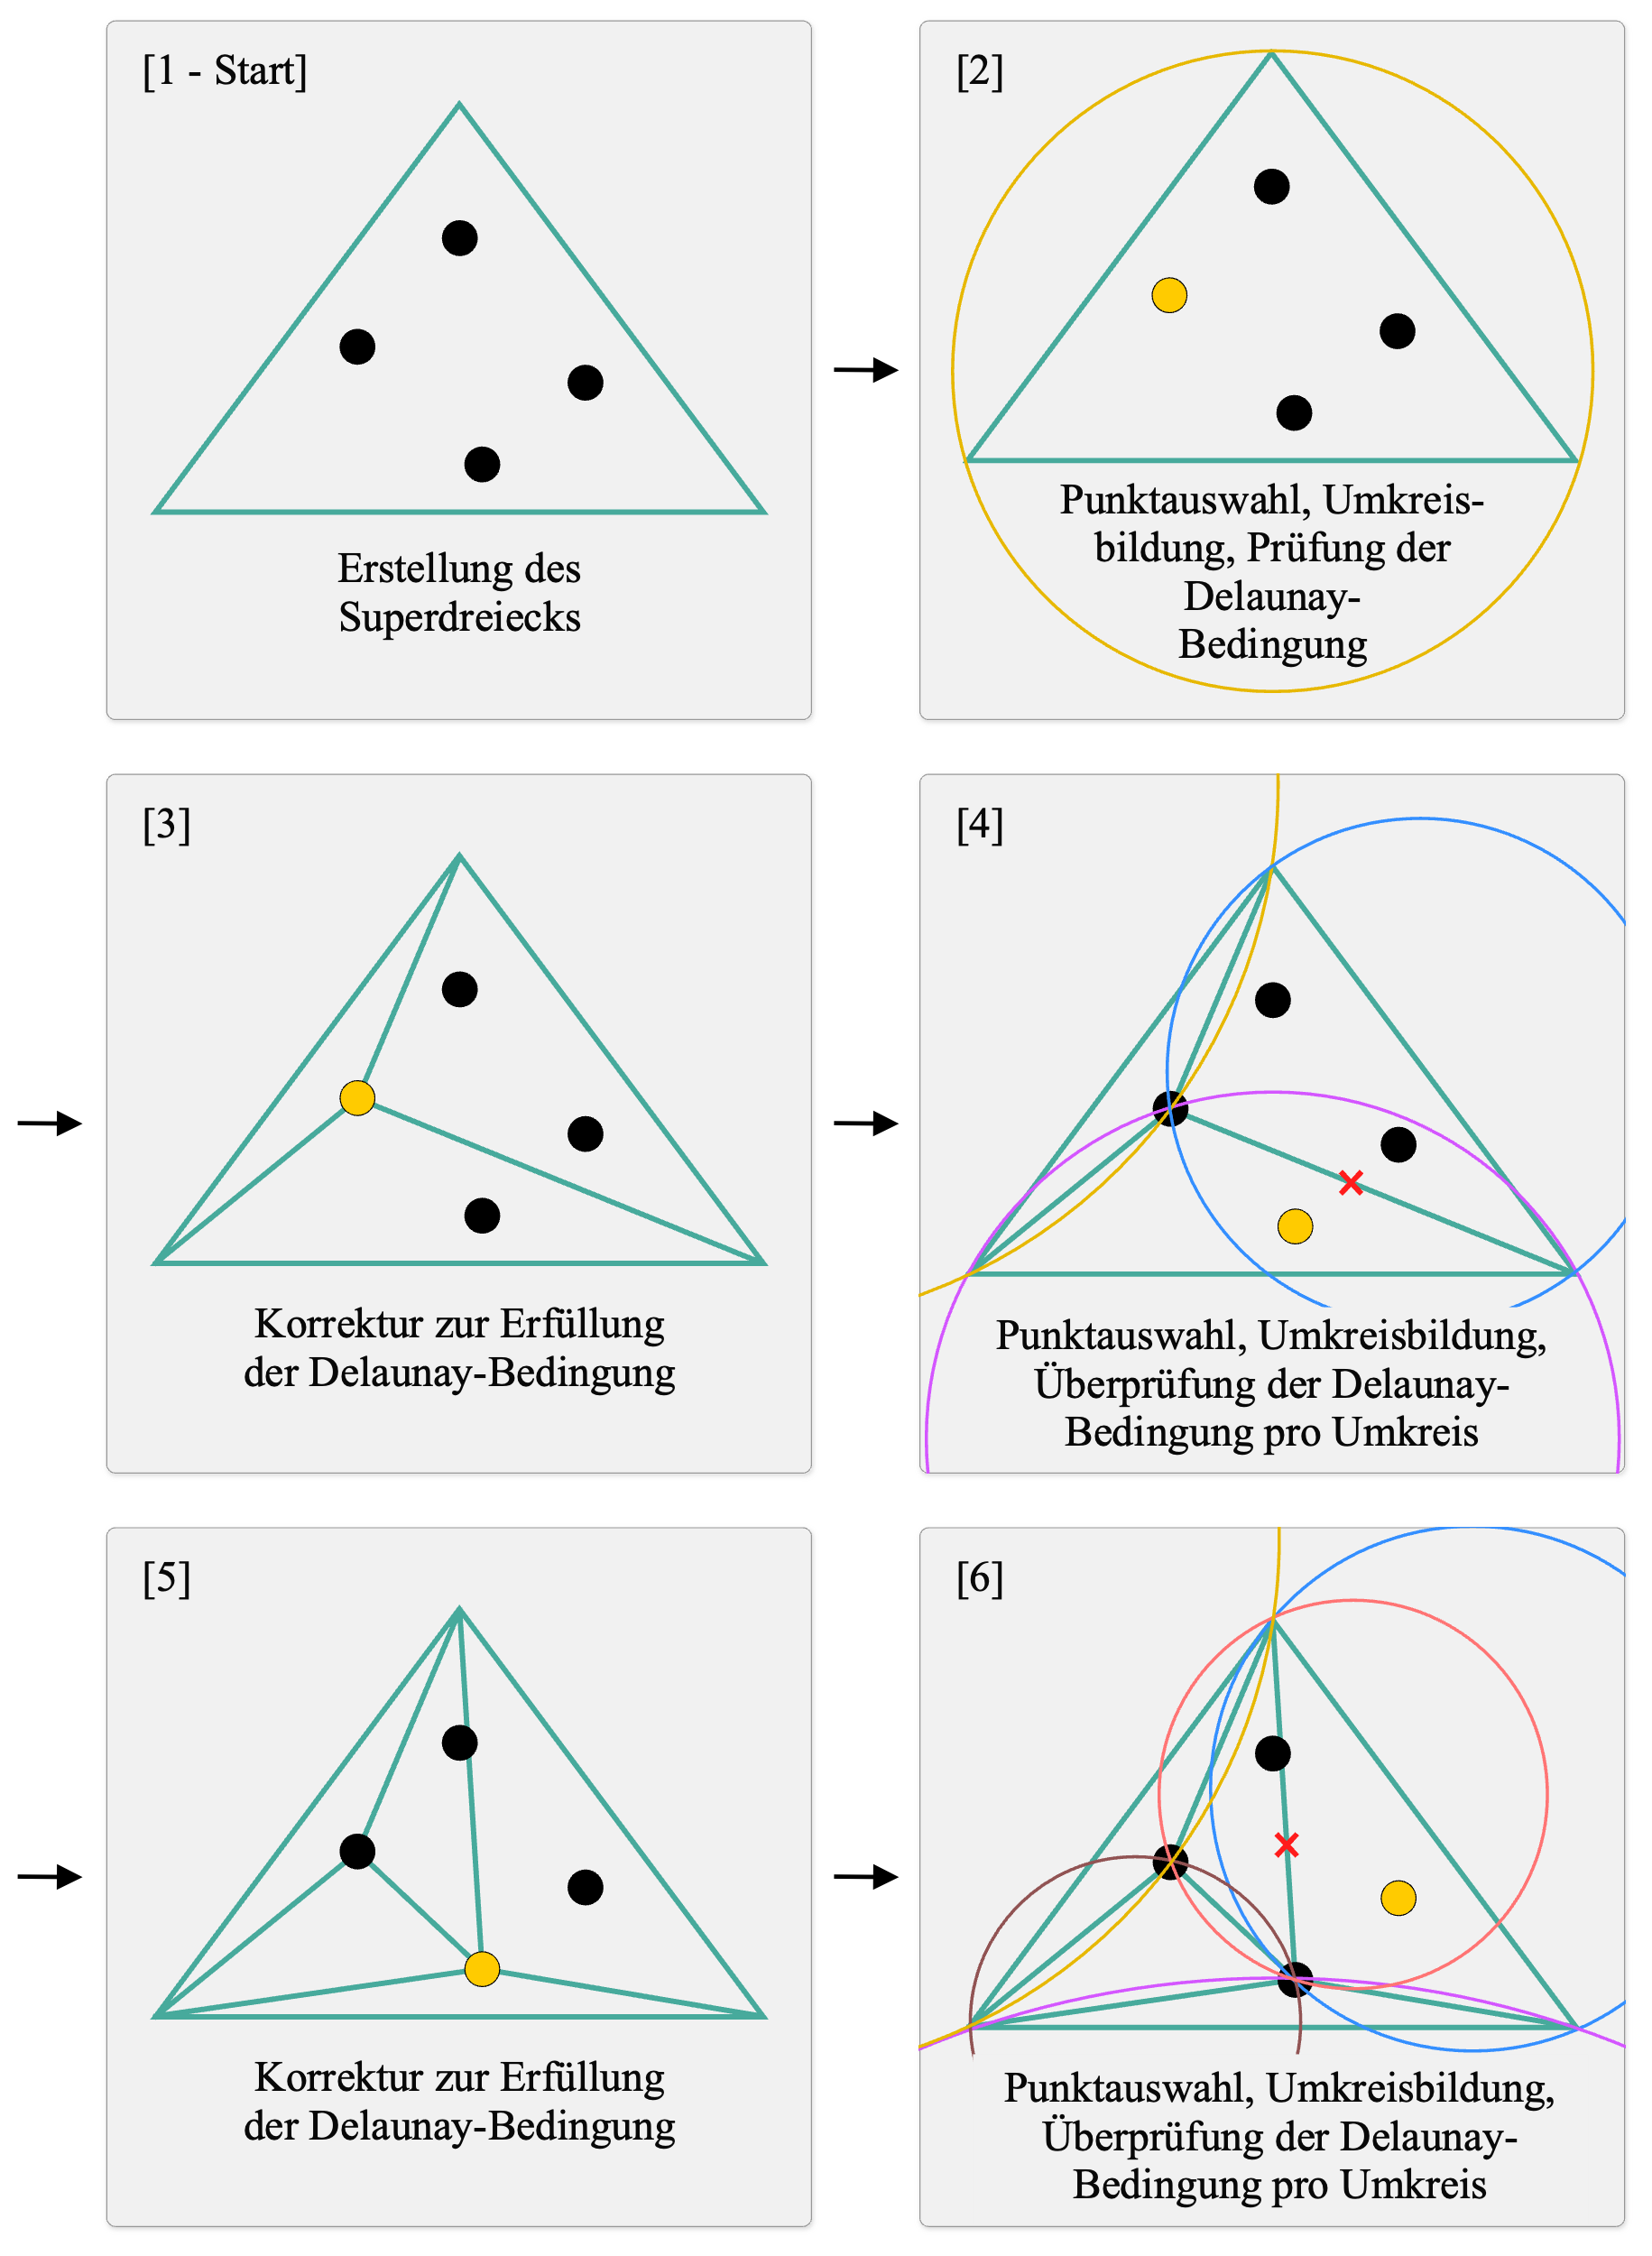 [1 - Start]
Erstellung des
Superdreiecks
[2]
Punktauswahl, Umkreis-
bildung, Prüfung der
Delaunay-
Bedingung
[3]
Korrektur zur Erfüllung
der Delaunay-Bedingung
[4]
Punktauswahl, Umkreisbildung,
Überprüfung der Delaunay-
Bedingung pro Umkreis
[5]
Korrektur zur Erfüllung
der Delaunay-Bedingung
[6]
Punktauswahl, Umkreisbildung,
Überprüfung der Delaunay-
Bedingung pro Umkreis